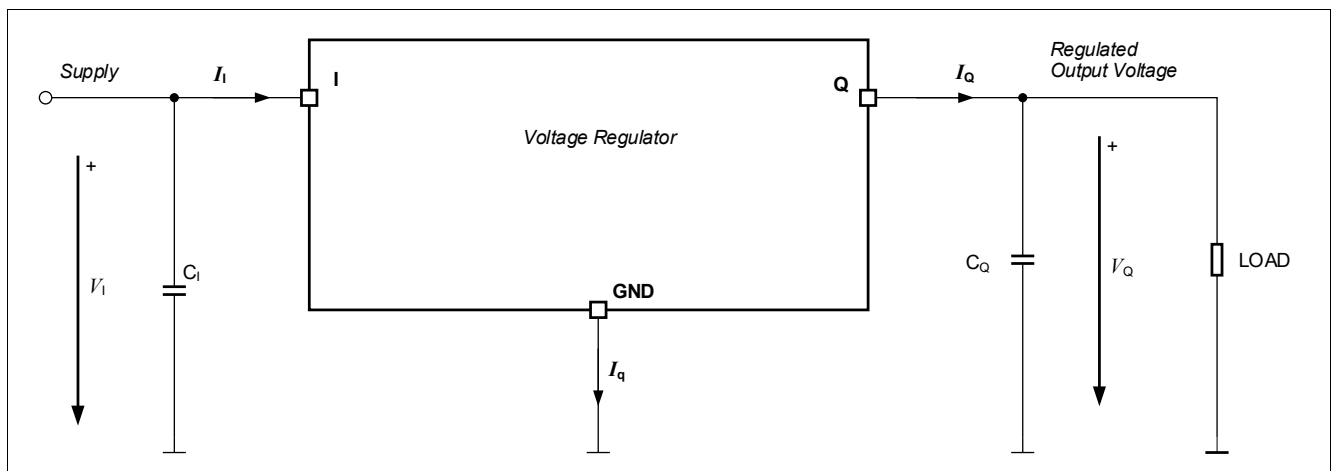 Supply
I_I
I
Q
I_Q
Regulated
Output Voltage
Voltage Regulator
+
+
V_I
C_I
C_Q
V_Q
LOAD
GND
I_q